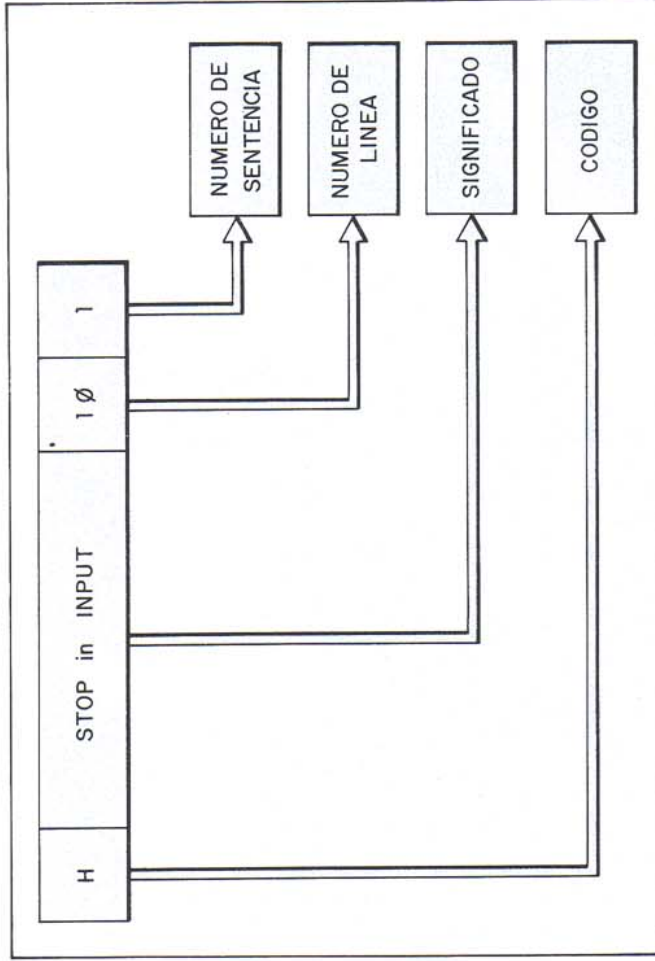 H
STOP in INPUT
1Ø
1
NUMERO DE
SENTENCIA
NUMERO DE
LINEA
SIGNIFICADO
CODIGO